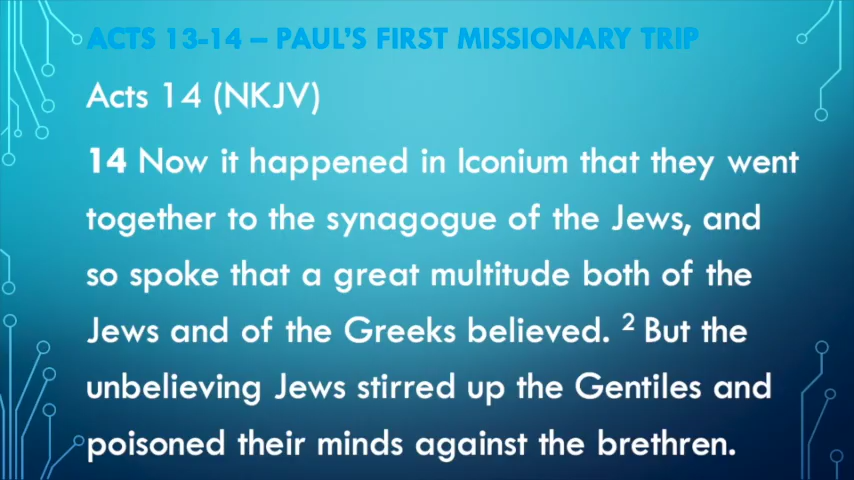 ACTS 13-14 – PAUL'S FIRST MISSIONARY TRIP
Acts 14 (NKJV)
14 Now it happened in Iconium that they went
together to the synagogue of the Jews, and
so spoke that a great multitude both of the
Jews and of the Greeks believed. 2 But the
unbelieving Jews stirred up the Gentiles and
poisoned their minds against the brethren.